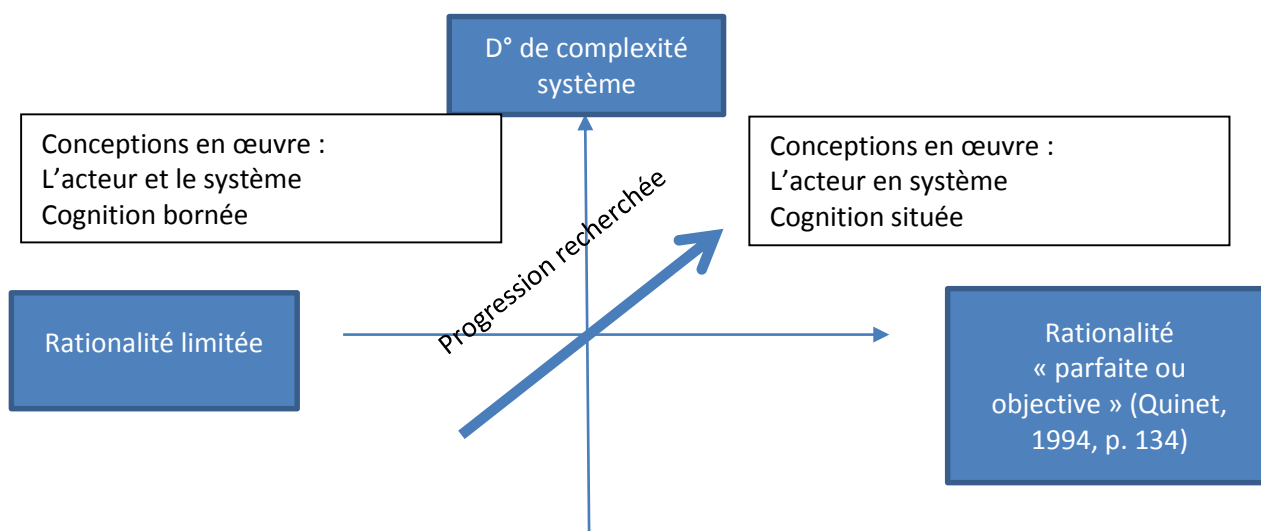 D° de complexité
système
Conceptions en œuvre :
L’acteur et le système
Cognition bornée
Conceptions en œuvre :
L’acteur en système
Cognition située
Progression recherchée
Rationalité limitée
Rationalité
« parfaite ou
objective » (Quinet,
1994, p. 134)